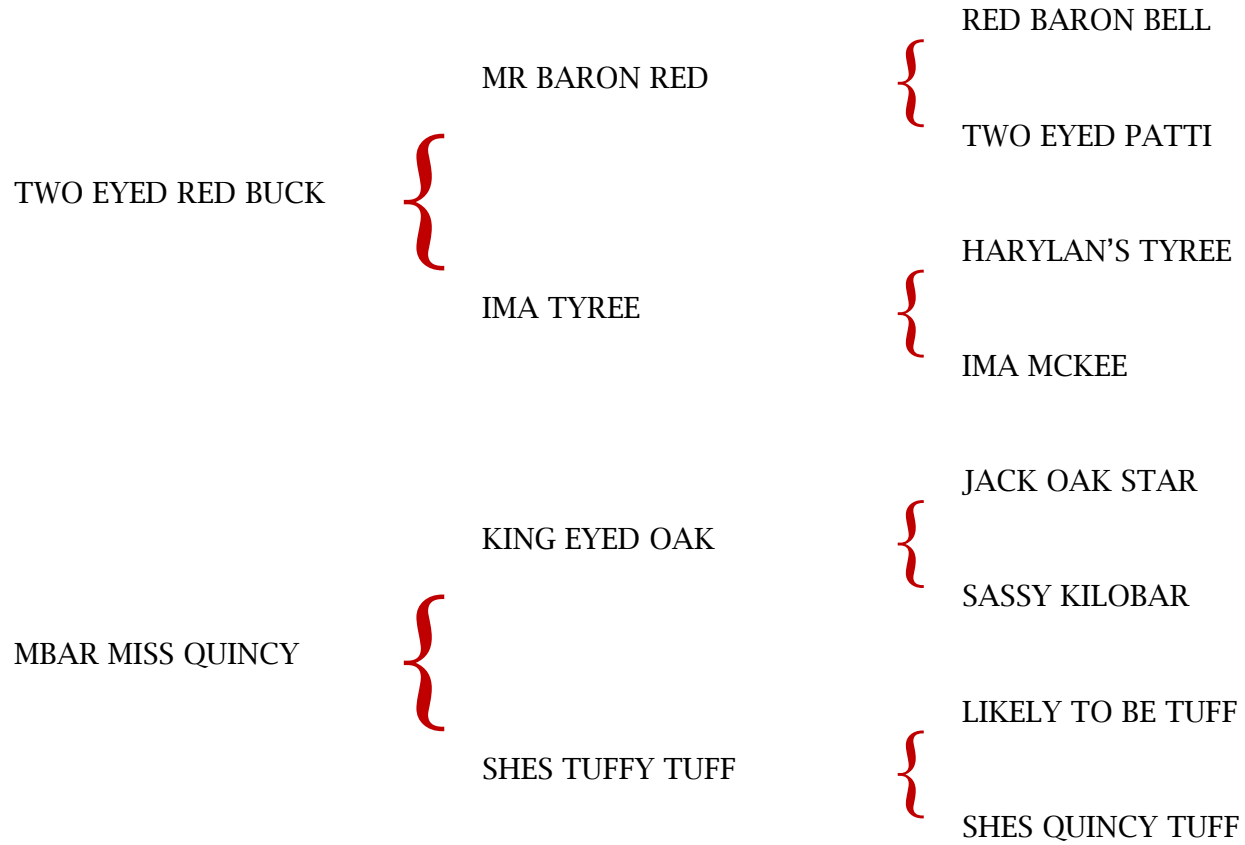 RED BARON BELL
MR BARON RED
TWO EYED PATTI
TWO EYED RED BUCK
HARYLAN’S TYREE
IMA TYREE
IMA MCKEE
JACK OAK STAR
KING EYED OAK
SASSY KILOBAR
MBAR MISS QUINCY
LIKELY TO BE TUFF
SHES TUFFY TUFF
SHES QUINCY TUFF